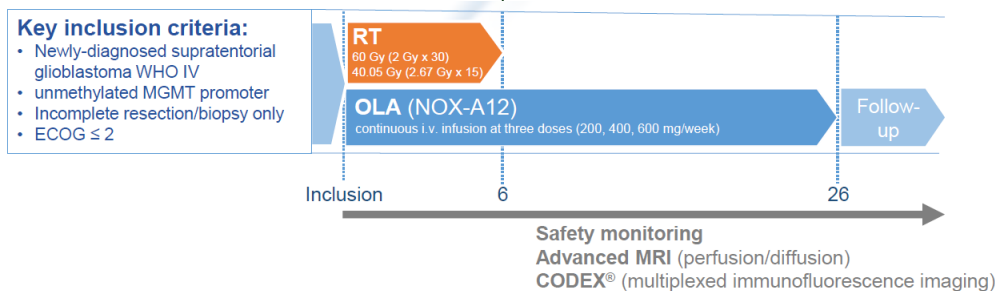 Key inclusion criteria:
• Newly-diagnosed supratentorial
glioblastoma WHO IV
• unmethylated MGMT promoter
• Incomplete resection/biopsy only
• ECOG ≤ 2
RT
60 Gy (2 Gy x 30)
40.05 Gy (2.67 Gy x 15)
OLA (NOX-A12)
continuous i.v. infusion at three doses (200, 400, 600 mg/week)
Follow-
up
Inclusion
6
26
Safety monitoring
Advanced MRI (perfusion/diffusion)
CODEX® (multiplexed immunofluorescence imaging)